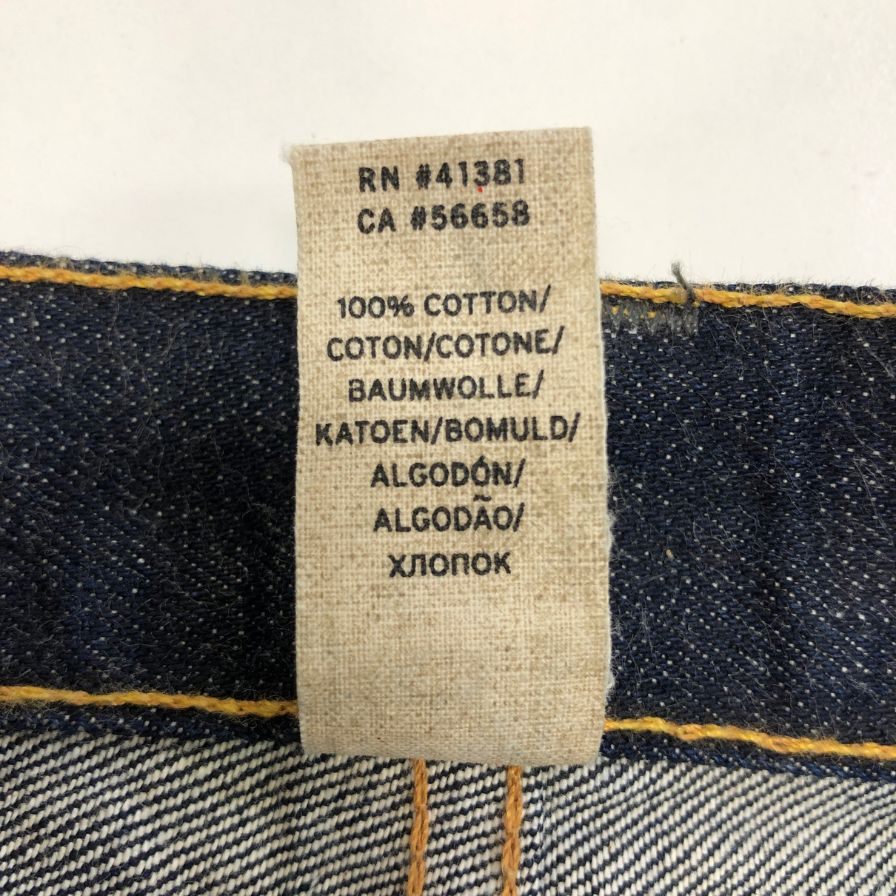 RN #41381
CA #56658
100% COTTON/
COTON/COTONE/
BAUMWOLLE/
KATOEN/BOMULD/
ALGODÓN/
ALGODÃO/
ХЛОПОК